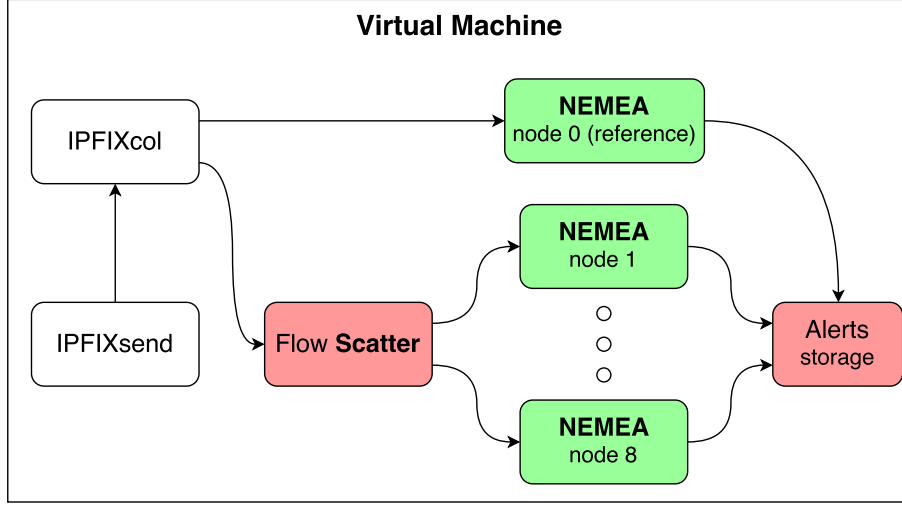 Virtual Machine
IPFIXcol
NEMEA
node 0 (reference)
NEMEA
node 1
IPFIXsend
Flow Scatter
Alerts
storage
NEMEA
node 8